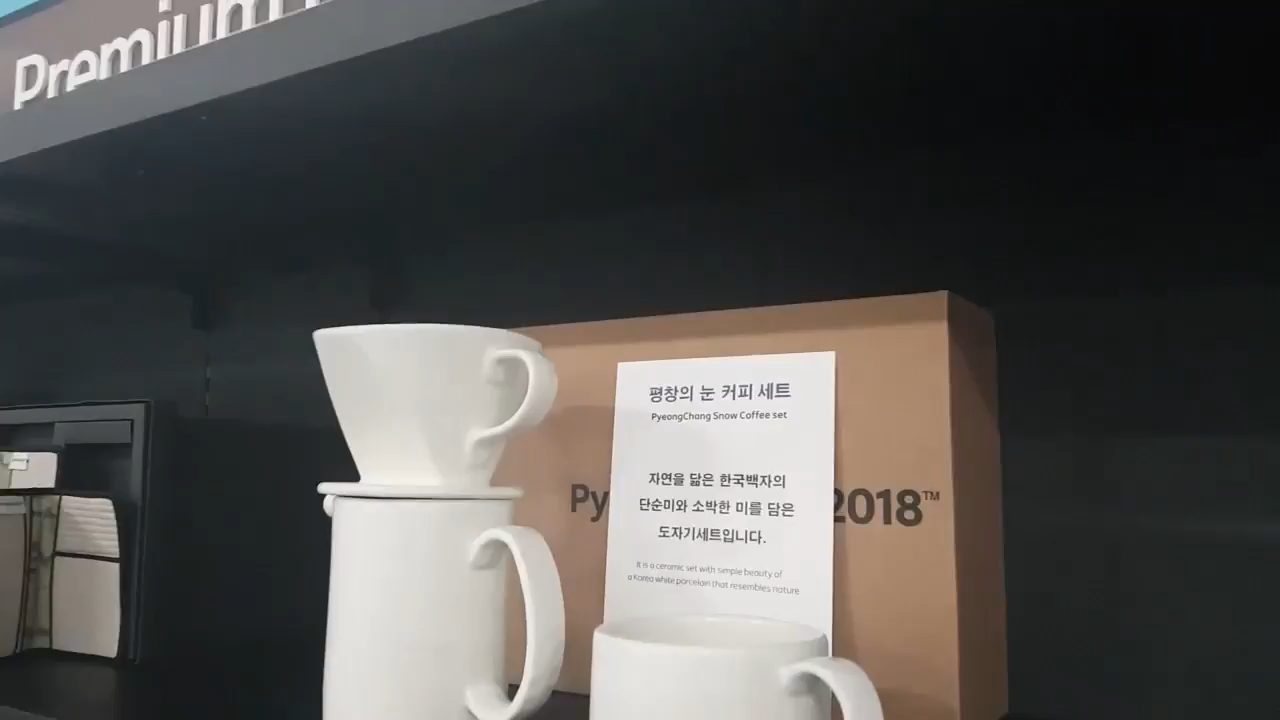 Premium
평창의 눈 커피 세트
PyeongChang Snow Coffee set
자연을 닮은 한국백자의
단순미와 소박한 미를 담은
도자기세트입니다.
It is a ceramic set with simple beauty of
a Korea white porcelain that resembles nature
Py 2018™